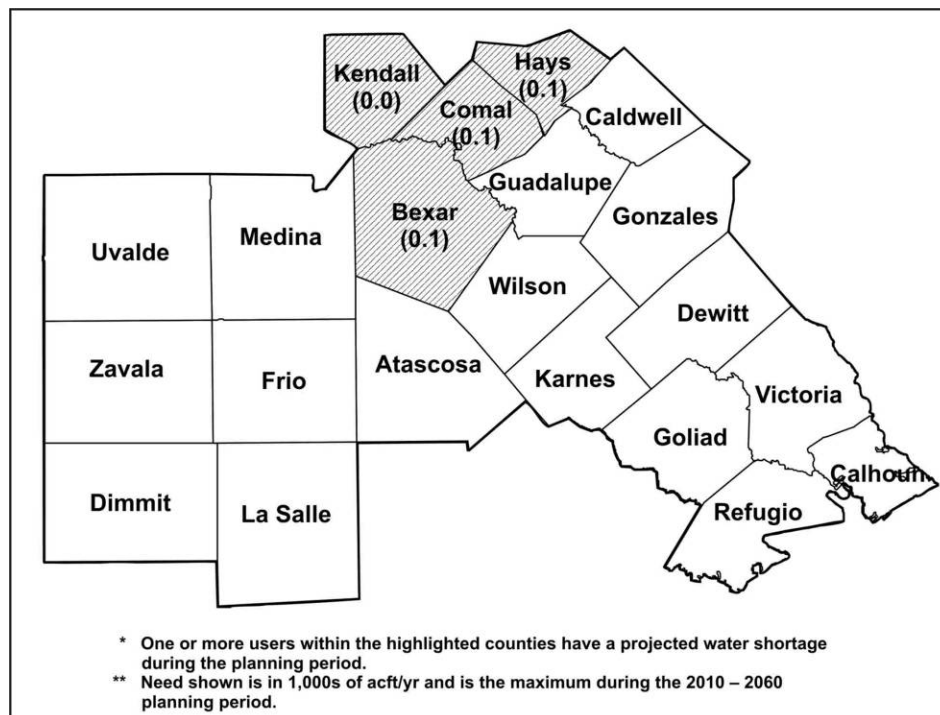 Kendall
(0.0)
Hays
(0.1)
Comal
(0.1)
Caldwell
Guadalupe
Bexar
(0.1)
Gonzales
Uvalde
Medina
Wilson
Dewitt
Zavala
Frio
Atascosa
Karnes
Victoria
Goliad
Calhoun
Dimmit
La Salle
Refugio
* One or more users within the highlighted counties have a projected water shortage
during the planning period.
** Need shown is in 1,000s of acft/yr and is the maximum during the 2010 – 2060
planning period.